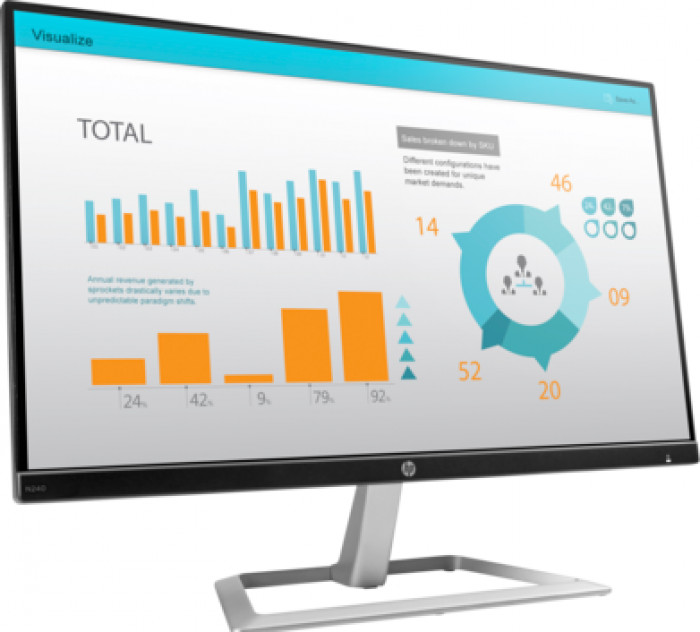 Visualize
TOTAL
Sales broken down by SKU
Different configurations have
been created for unique
market demands.
46
14
09
52
20
Annual revenue generated by
sprockets drastically varies due to
unpredictable paradigm shifts.
24%
42%
9%
79%
92%
hp
N240